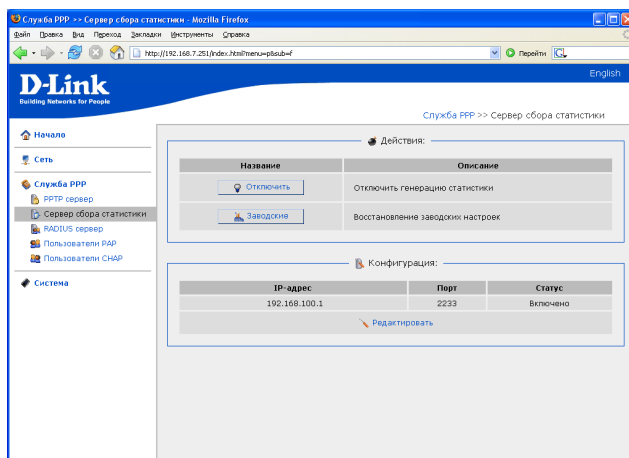 Служба PPP >> Сервер сбора статистики - Mozilla Firefox
Файл Правка Вид Переход Закладки Инструменты Справка
http://192.168.7.251/index.html?menu=p&sub=f Перейти G
D-Link
Building Networks for People
English
Служба PPP >> Сервер сбора статистики
Начало
Сеть
Служба PPP
PPTP сервер
Сервер сбора статистики
RADIUS сервер
Пользователи PAP
Пользователи CHAP
Система
Действия:
Название Описание
Отключить Отключить генерацию статистики
Заводские Восстановление заводских настроек
Конфигурация:
IP-адрес Порт Статус
192.168.100.1 2233 Включено
Редактировать